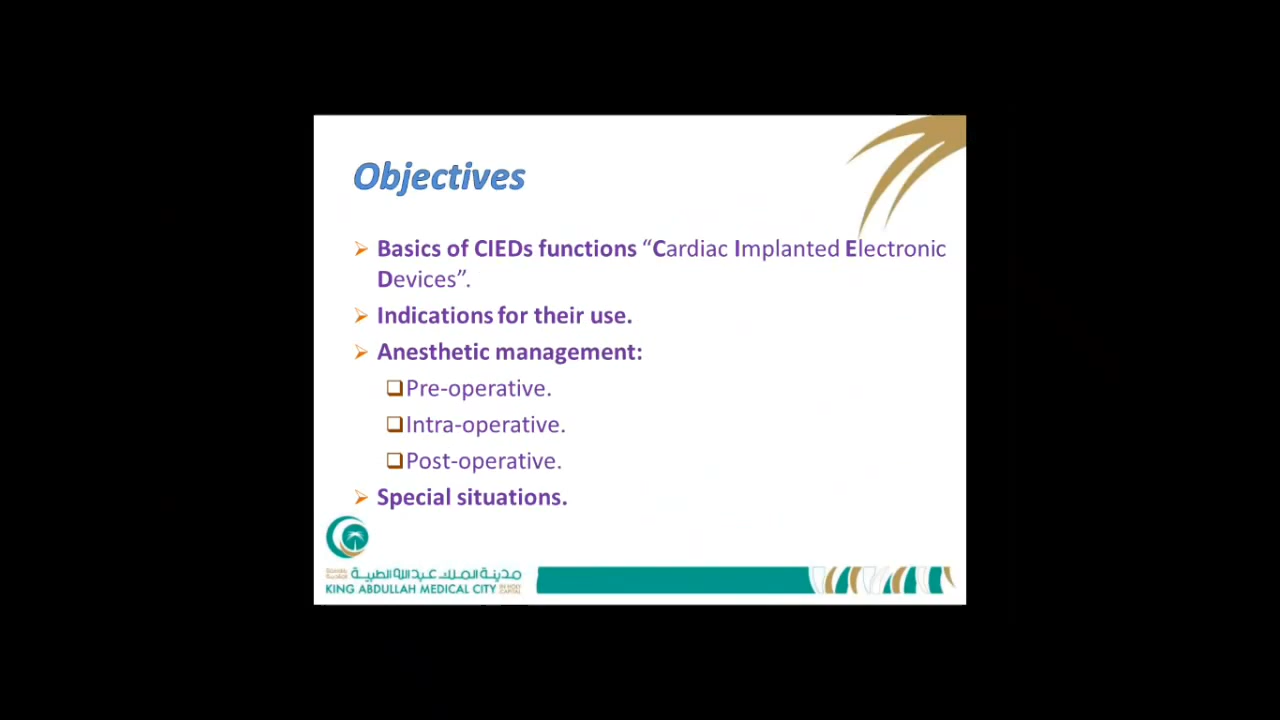 Objectives
➢ Basics of CIEDs functions “Cardiac Implanted Electronic
Devices”.
➢ Indications for their use.
➢ Anesthetic management:
❑Pre-operative.
❑Intra-operative.
❑Post-operative.
➢ Special situations.
مدينة الملك عبدالله الطبية
KING ABDULLAH MEDICAL CITY